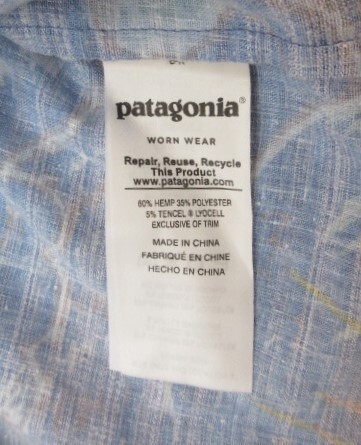 patagonia®
WORN WEAR
Repair, Reuse, Recycle
This Product
www.patagonia.com
60% HEMP 35% POLYESTER
5% TENCEL ® LYOCELL
EXCLUSIVE OF TRIM
MADE IN CHINA
FABRIQUÉ EN CHINE
HECHO EN CHINA